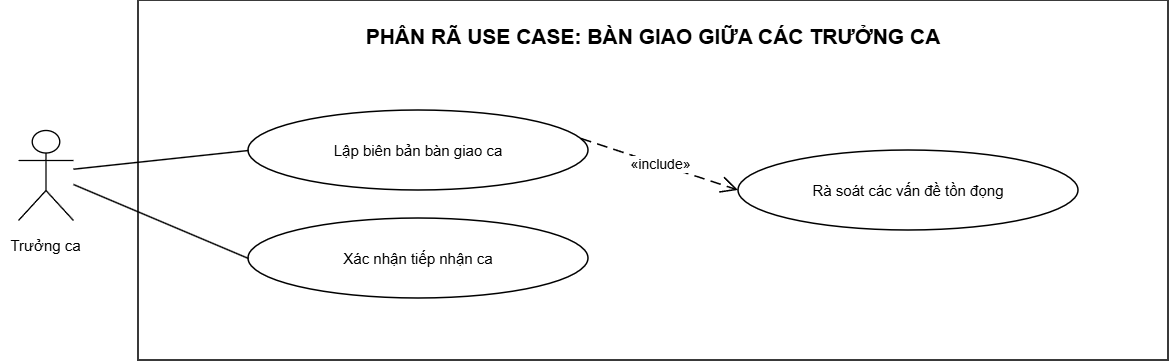 PHÂN RÃ USE CASE: BÀN GIAO GIỮA CÁC TRƯỞNG CA
Lập biên bản bàn giao ca
«include»
Rà soát các vấn đề tồn đọng
Trưởng ca
Xác nhận tiếp nhận ca